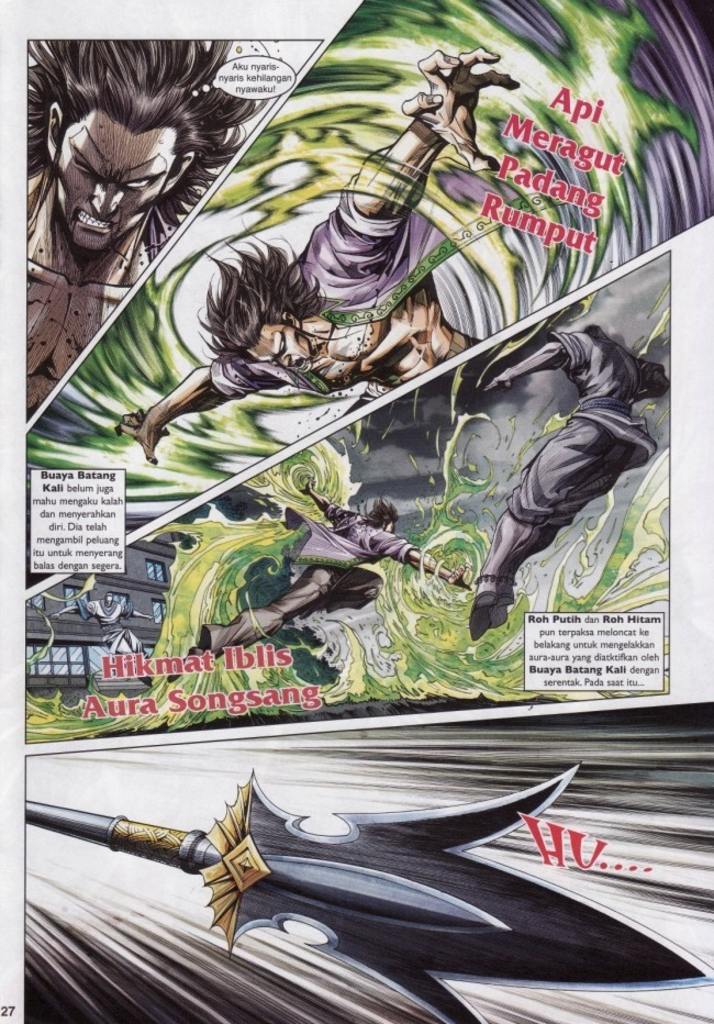 Aku nyaris-
nyaris kehilangan
nyawaku!
Api
Meragut
Padang
Rumput
Buaya Batang
Kali belum juga
mahu mengaku kalah
dan menyerahkan
diri. Dia telah
mengambil peluang
itu untuk menyerang
balas dengan segera.
Hikmat Iblis
Aura Songsang
Roh Putih dan Roh Hitam
pun terpaksa meloncat ke
belakang untuk mengelakkan
aura-aura yang diatktifkan oleh
Buaya Batang Kali dengan
serentak. Pada saat itu...
HU....
27